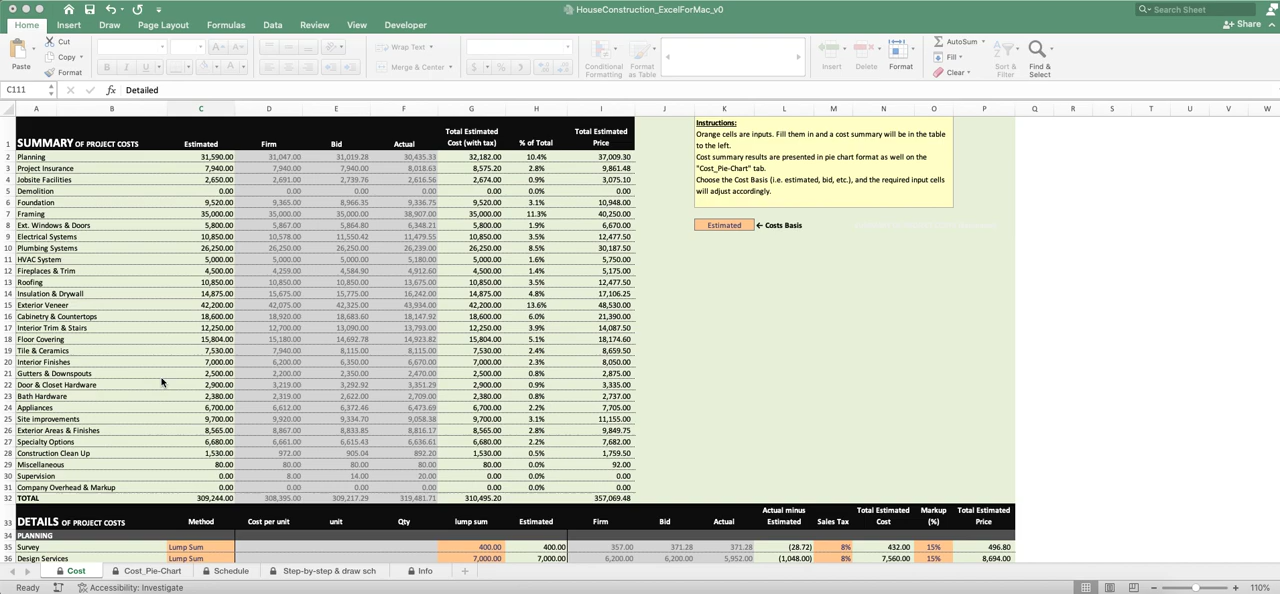 HouseConstruction_ExcelForMac_v0
Search Sheet
Home Insert Draw Page Layout Formulas Data Review View Developer
Share
Paste Cut Copy Format
B I U
Wrap Text
Merge & Center
Conditional Formatting
Format as Table
Insert Delete Format
AutoSum Fill Clear
Sort & Filter
Find & Select
C111 fx Detailed
A B C D E F G H I J K L M N O P Q R S T U V W
1 SUMMARY OF PROJECT COSTS Estimated Firm Bid Actual Total Estimated Cost (with tax) % of Total Total Estimated Price
2 Planning 31,590.00 31,047.00 31,019.28 30,435.33 32,182.00 10.4% 37,009.30
3 Project Insurance 7,940.00 7,940.00 7,940.00 8,018.63 8,575.20 2.8% 9,861.48
4 Jobsite Facilities 2,650.00 2,691.00 2,739.76 2,616.56 2,674.00 0.9% 3,075.10
5 Demolition 0.00 0.00 0.00 0.00 0.00 0.0% 0.00
6 Foundation 9,520.00 9,365.00 8,966.35 9,336.75 9,520.00 3.1% 10,948.00
7 Framing 35,000.00 35,000.00 35,000.00 38,907.00 35,000.00 11.3% 40,250.00
8 Ext. Windows & Doors 5,800.00 5,867.00 5,864.80 6,348.21 5,800.00 1.9% 6,670.00
9 Electrical Systems 10,850.00 10,578.00 11,550.42 11,479.55 10,850.00 3.5% 12,477.50
10 Plumbing Systems 26,250.00 26,250.00 26,250.00 26,239.00 26,250.00 8.5% 30,187.50
11 HVAC System 5,000.00 5,000.00 5,000.00 5,180.00 5,000.00 1.6% 5,750.00
12 Fireplaces & Trim 4,500.00 4,259.00 4,584.90 4,912.60 4,500.00 1.4% 5,175.00
13 Roofing 10,850.00 10,850.00 10,850.00 13,675.00 10,850.00 3.5% 12,477.50
14 Insulation & Drywall 14,875.00 15,675.00 15,775.00 16,242.00 14,875.00 4.8% 17,106.25
15 Exterior Veneer 42,200.00 42,075.00 42,325.00 43,934.00 42,200.00 13.6% 48,530.00
16 Cabinetry & Countertops 18,600.00 18,920.00 18,683.60 18,147.92 18,600.00 6.0% 21,390.00
17 Interior Trim & Stairs 12,250.00 12,700.00 13,090.00 13,793.00 12,250.00 3.9% 14,087.50
18 Floor Covering 15,804.00 15,180.00 14,692.78 14,923.82 15,804.00 5.1% 18,174.60
19 Tile & Ceramics 7,530.00 7,940.00 8,115.00 8,115.00 7,530.00 2.4% 8,659.50
20 Interior Finishes 7,000.00 6,200.00 6,350.00 6,670.00 7,000.00 2.3% 8,050.00
21 Gutters & Downspouts 2,500.00 2,200.00 2,350.00 2,470.00 2,500.00 0.8% 2,875.00
22 Door & Closet Hardware 2,900.00 3,219.00 3,292.92 3,351.29 2,900.00 0.9% 3,335.00
23 Bath Hardware 2,380.00 2,319.00 2,622.00 2,709.00 2,380.00 0.8% 2,737.00
24 Appliances 6,700.00 6,612.00 6,372.46 6,473.69 6,700.00 2.2% 7,705.00
25 Site improvements 9,700.00 9,920.00 9,334.70 9,058.38 9,700.00 3.1% 11,155.00
26 Exterior Areas & Finishes 8,565.00 8,867.00 8,833.85 8,816.17 8,565.00 2.8% 9,849.75
27 Specialty Options 6,680.00 6,661.00 6,615.43 6,636.61 6,680.00 2.2% 7,682.00
28 Construction Clean Up 1,530.00 972.00 905.04 892.20 1,530.00 0.5% 1,759.50
29 Miscellaneous 80.00 80.00 80.00 80.00 80.00 0.0% 92.00
30 Supervision 0.00 8.00 14.00 20.00 0.00 0.0% 0.00
31 Company Overhead & Markup 0.00 0.00 0.00 0.00 0.00 0.0% 0.00
32 TOTAL 309,244.00 308,395.00 309,217.29 319,481.71 310,495.20 357,069.48
Instructions:
Orange cells are inputs. Fill them in and a cost summary will be in the table
to the left.
Cost summary results are presented in pie chart format as well on the
"Cost_Pie-Chart" tab.
Choose the Cost Basis (i.e. estimated, bid, etc.), and the required input cells
will adjust accordingly.
Estimated ← Costs Basis
33 DETAILS OF PROJECT COSTS Method Cost per unit unit Qty lump sum Estimated Firm Bid Actual Actual minus Estimated Sales Tax Total Estimated Cost Markup (%) Total Estimated Price
34 PLANNING
35 Survey Lump Sum 400.00 400.00 357.00 371.28 371.28 (28.72) 8% 432.00 15% 496.80
36 Design Services Lump Sum 7,000.00 7,000.00 6,200.00 6,200.00 5,952.00 (1,048.00) 8% 7,560.00 15% 8,694.00
Cost Cost_Pie-Chart Schedule Step-by-step & draw sch Info
Ready Accessibility: Investigate 110%